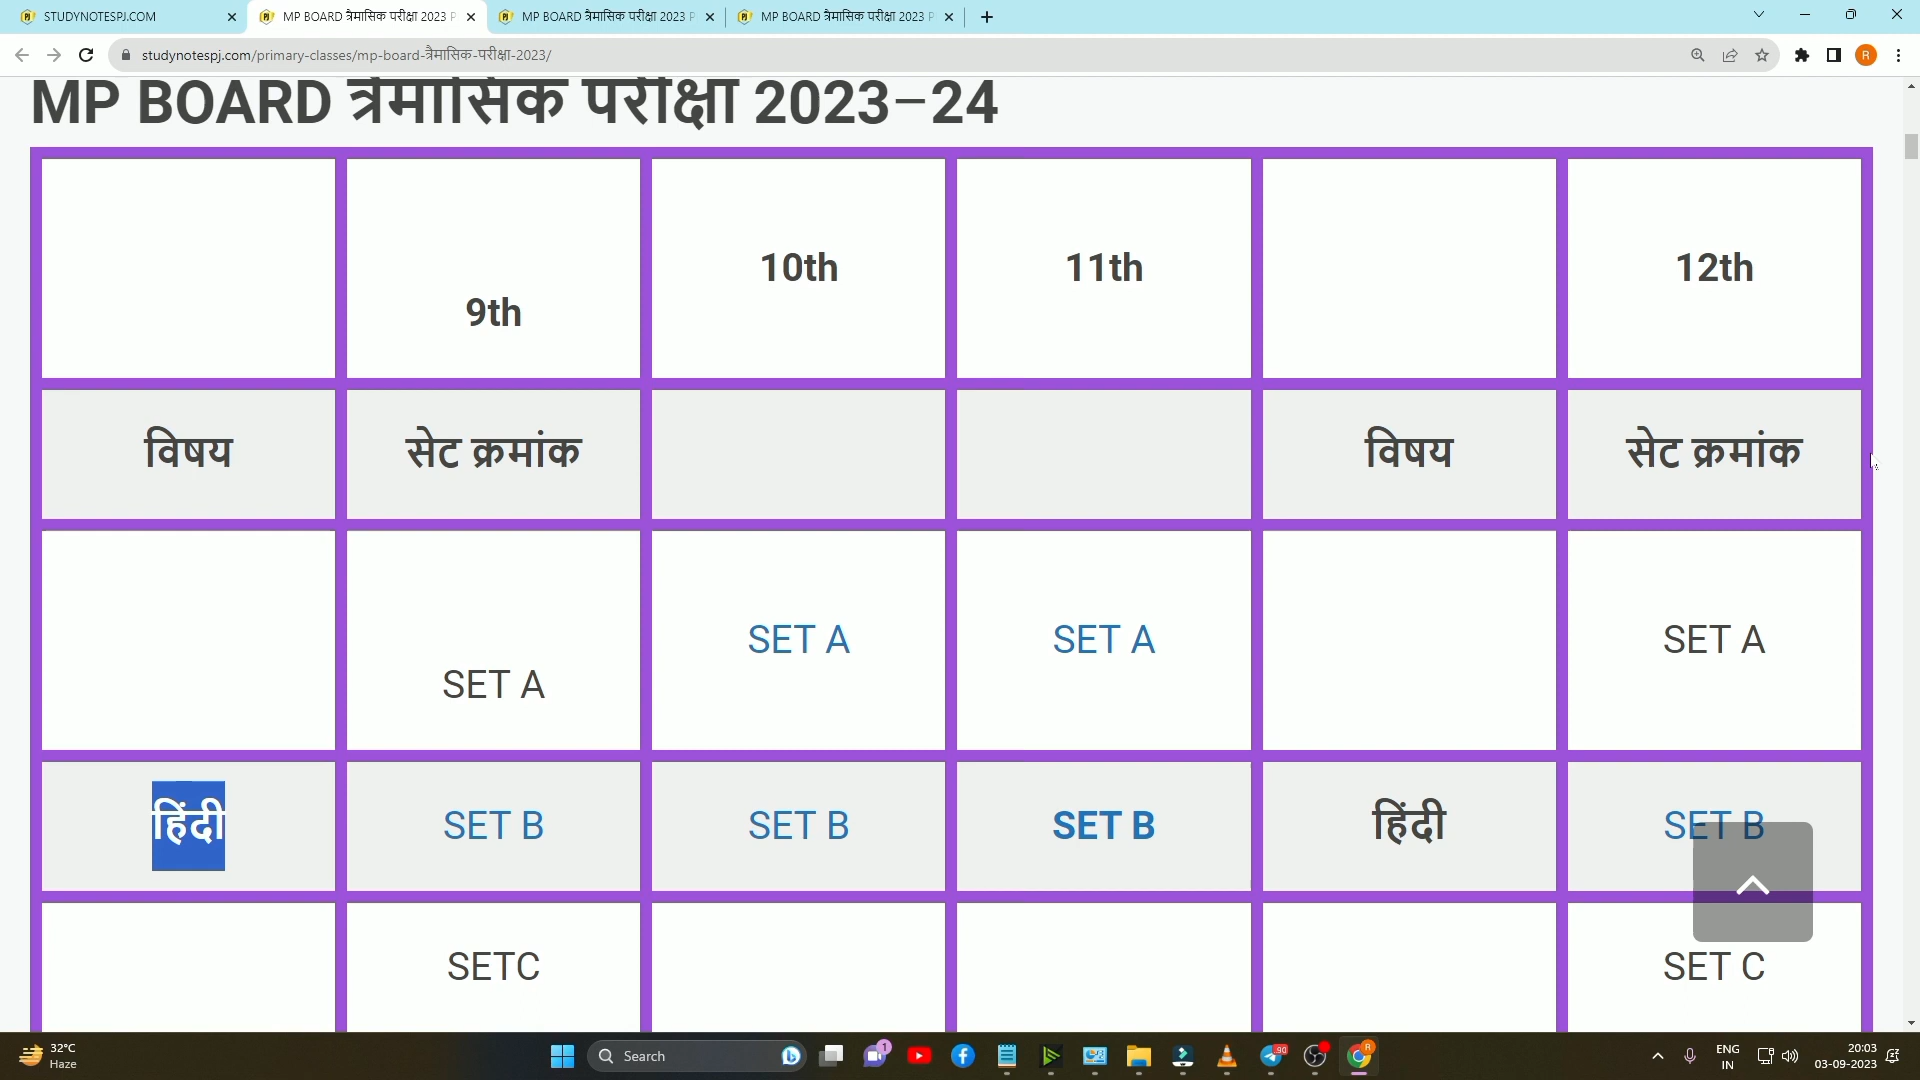 STUDYNOTESPJ.COM
MP BOARD त्रैमासिक परीक्षा 2023 P
MP BOARD त्रैमासिक परीक्षा 2023 P
MP BOARD त्रैमासिक परीक्षा 2023 P
studynotespj.com/primary-classes/mp-board-त्रैमासिक-परीक्षा-2023/
R
MP BOARD त्रैमासिक परीक्षा 2023–24
9th 10th 11th 12th
विषय सेट क्रमांक विषय सेट क्रमांक
SET A SET A SET A SET A
हिंदी SET B SET B SET B हिंदी SET B
SETC SET C
32°C
Haze
Search
1
90
R
ENG
IN
20:03
03-09-2023